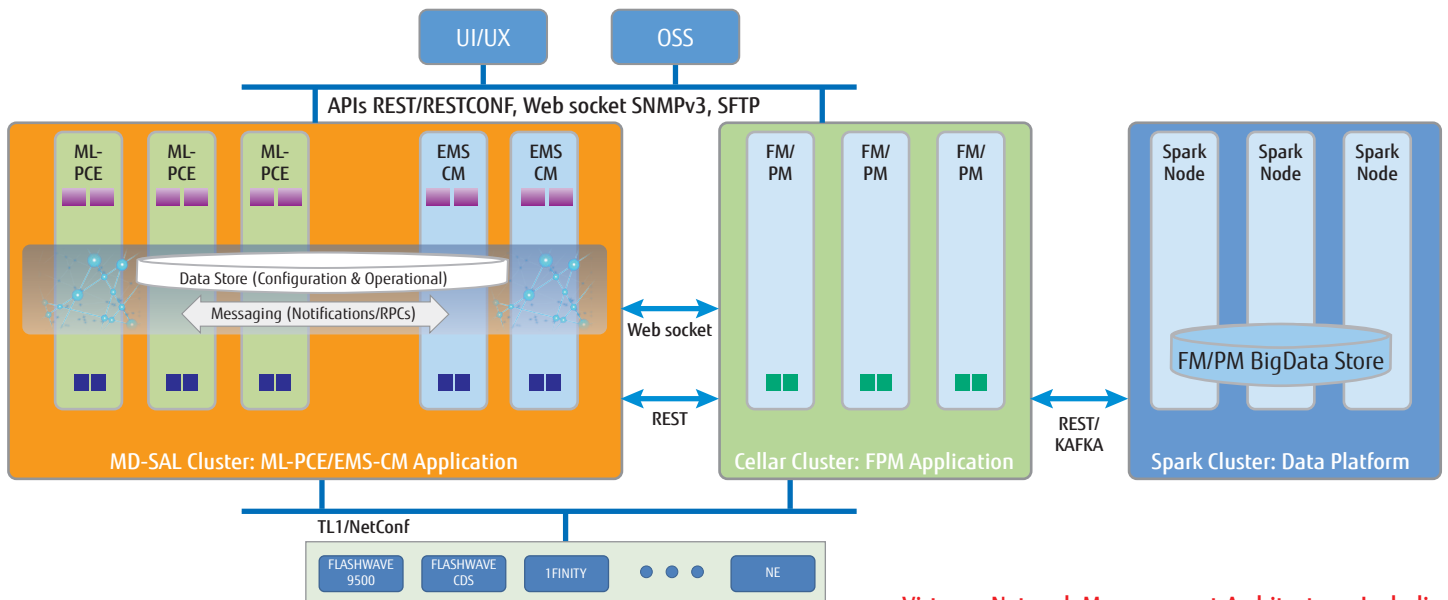 UI/UX
OSS
APIs REST/RESTCONF, Web socket SNMPv3, SFTP
ML-
PCE
ML-
PCE
ML-
PCE
EMS
CM
EMS
CM
Data Store (Configuration & Operational)
Messaging (Notifications/RPCs)
MD-SAL Cluster: ML-PCE/EMS-CM Application
Web socket
REST
FM/
PM
FM/
PM
FM/
PM
Cellar Cluster: FPM Application
REST/
KAFKA
Spark
Node
Spark
Node
Spark
Node
FM/PM BigData Store
Spark Cluster: Data Platform
TL1/NetConf
FLASHWAVE
9500
FLASHWAVE
CDS
1FINITY
NE